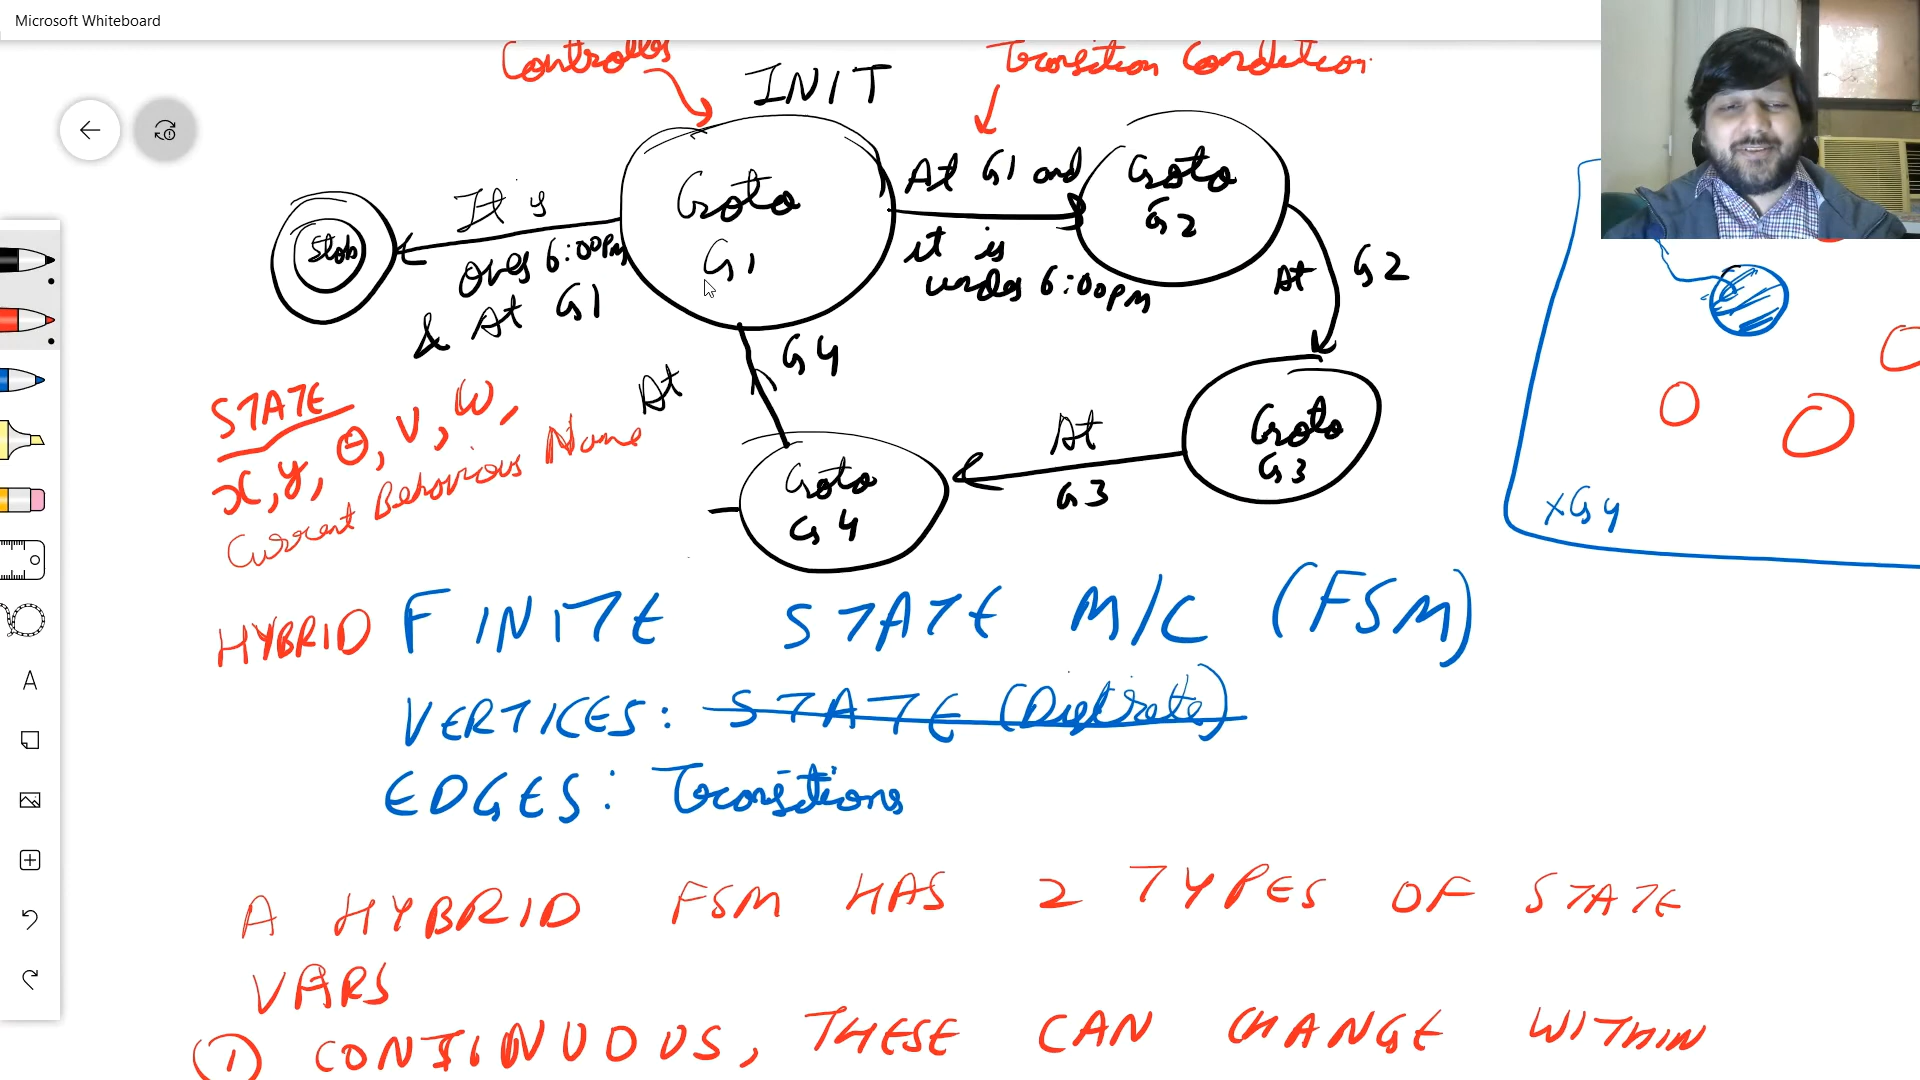 Microsoft Whiteboard
Controller
INIT
Transition Condition
Goto
G1
Stop
It is
over 6:00PM
& At G1
At G1 and
it is
under 6:00PM
Goto
G2
At G2
Goto
G3
At
G3
Goto
G4
At G4
STATE
x, y, θ, v, ω,
Current Behaviour Name
xG4
HYBRID FINITE STATE M/C (FSM)
VERTICES: STATE (Discrete)
EDGES: Transitions
A HYBRID FSM HAS 2 TYPES OF STATE
VARS
① CONTINUOUS, THESE CAN CHANGE WITHIN
A